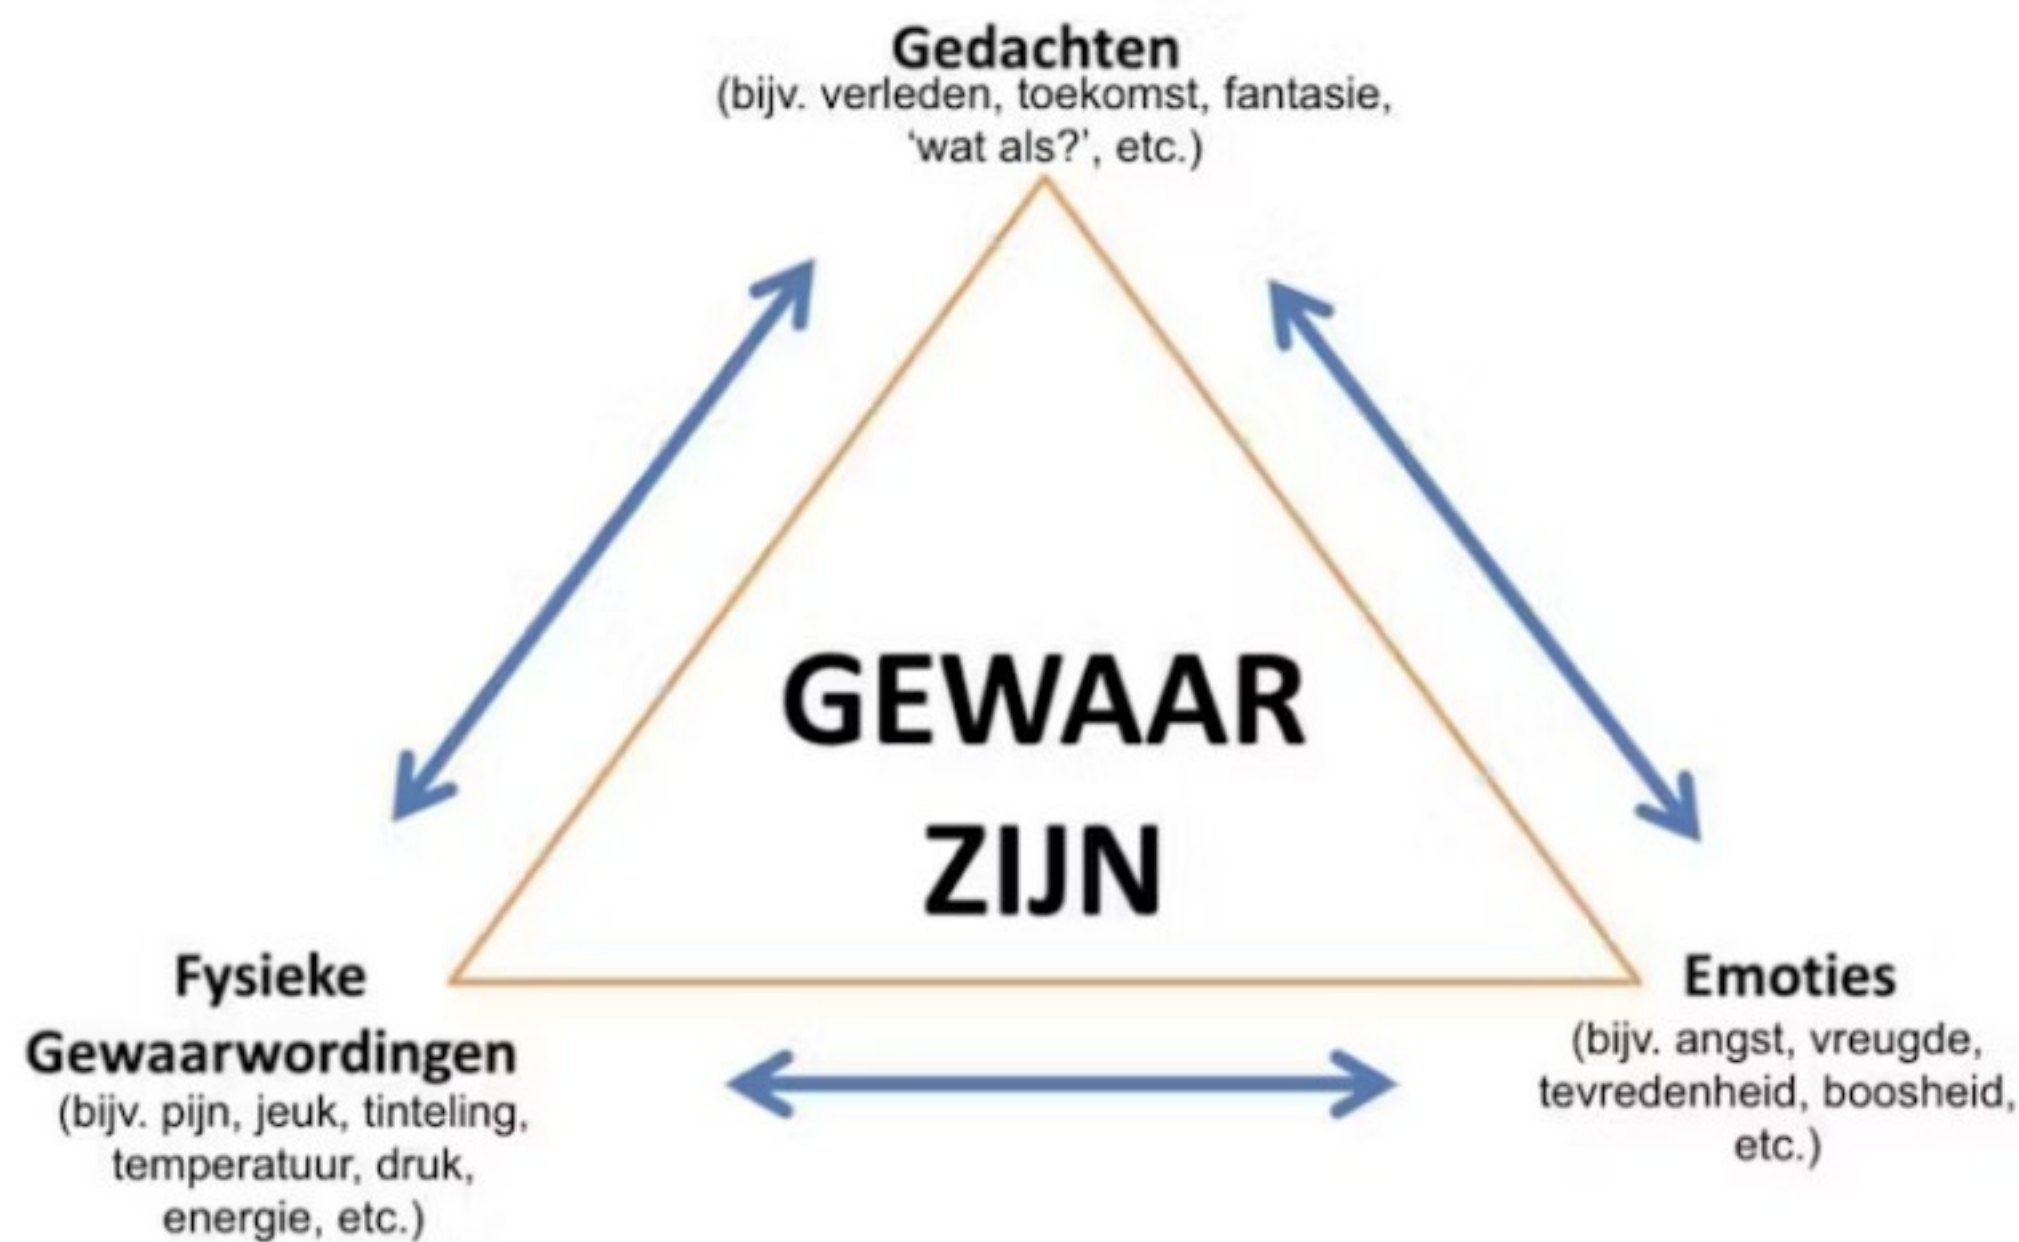 Gedachten
(bijv. verleden, toekomst, fantasie,
‘wat als?’, etc.)
GEWAAR
ZIJN
Fysieke
Gewaarwordingen
(bijv. pijn, jeuk, tinteling,
temperatuur, druk,
energie, etc.)
Emoties
(bijv. angst, vreugde,
tevredenheid, boosheid,
etc.)